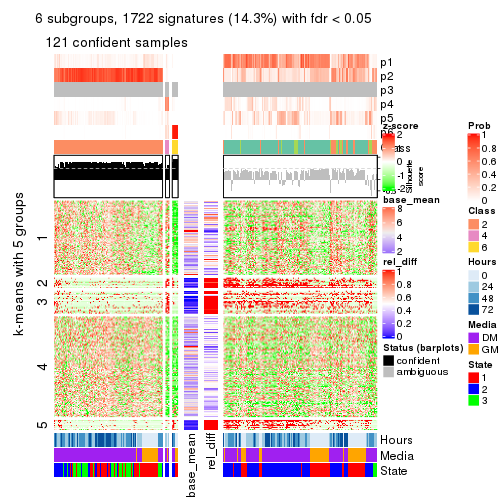 6 subgroups, 1722 signatures (14.3%) with fdr < 0.05
121 confident samples
p1
p2
p3
p4
p5
z-score
2
1
0
-1
-2
Silhouette
score
base_mean
8
6
4
2
rel_diff
1
0.8
0.6
0.4
0.2
0
Status (barplots)
confident
ambiguous
Prob
1
0.8
0.6
0.4
0.2
0
Class
2
4
6
Hours
0
24
48
72
Media
DM
GM
State
1
2
3
k-means with 5 groups
1
2
3
4
5
base_mean
rel_diff
Hours
Media
State